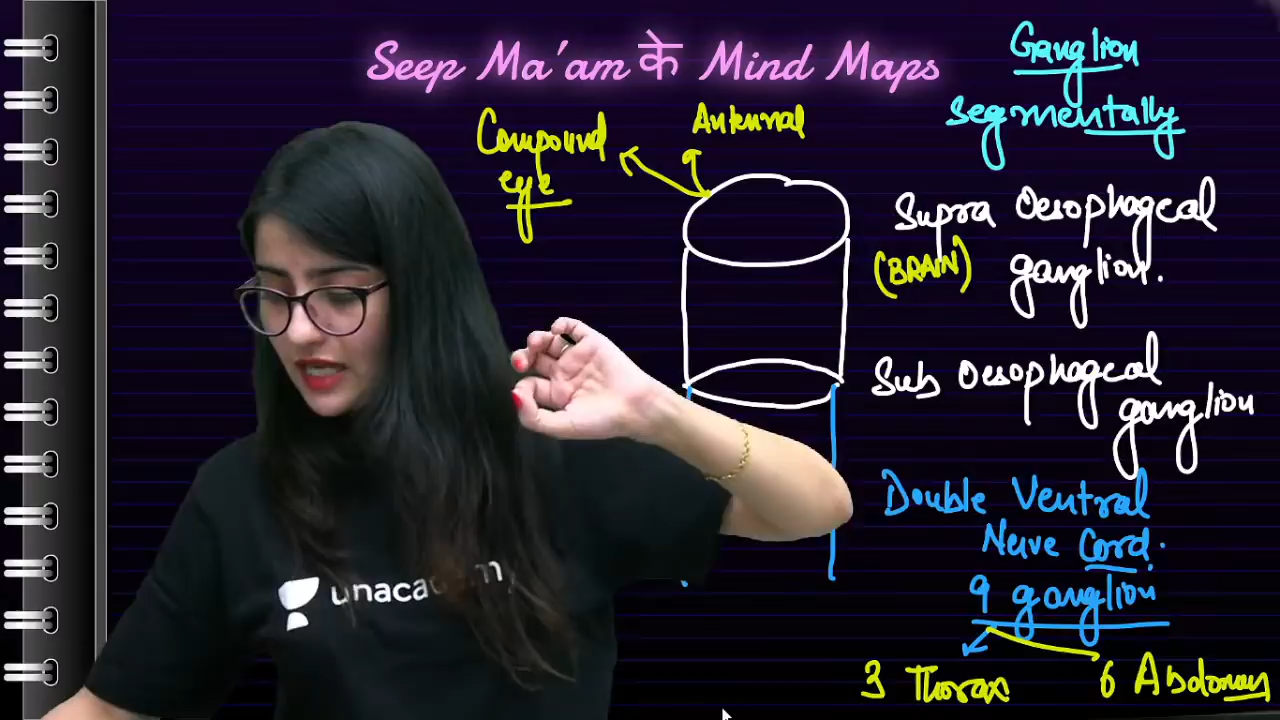 Seep Ma'am के Mind Maps
Ganglion
Segmentally
Compound
eye
Antennal
Supra Oesophageal
(BRAIN) ganglion.
Sub Oesophageal
ganglion
Double Ventral
Nerve Cord.
9 ganglion
3 Thorax 6 Abdomen
unacademy